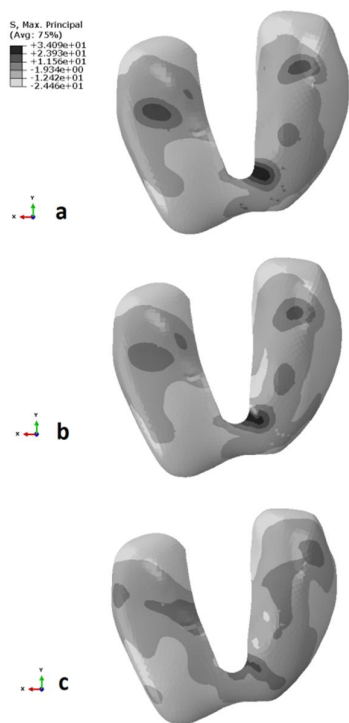 S, Max. Principal
(Avg: 75%)
+3.409e+01
+2.393e+01
+1.156e+01
-1.934e+00
-1.242e+01
-2.446e+01
Y
X
a
Y
X
b
Y
X
c